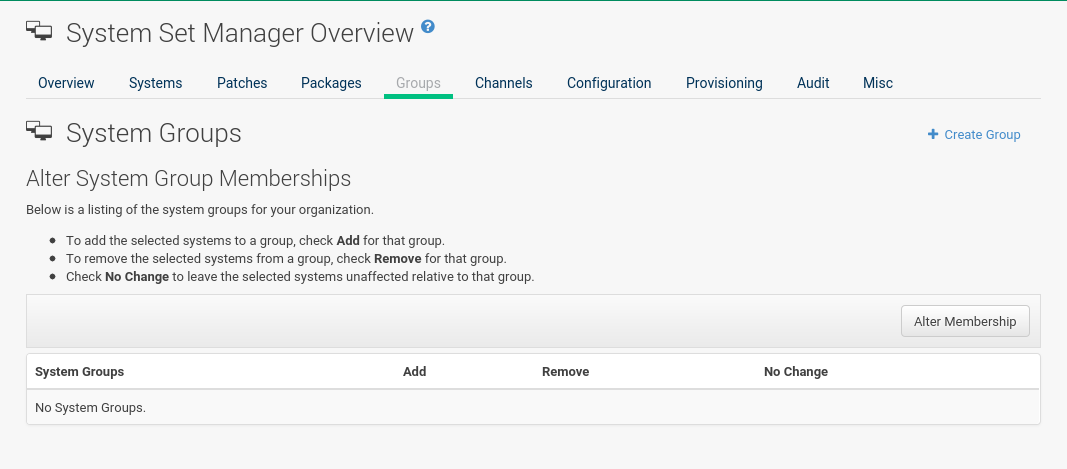 System Set Manager Overview ?
Overview Systems Patches Packages Groups Channels Configuration Provisioning Audit Misc
System Groups
+ Create Group
Alter System Group Memberships
Below is a listing of the system groups for your organization.
• To add the selected systems to a group, check Add for that group.
• To remove the selected systems from a group, check Remove for that group.
• Check No Change to leave the selected systems unaffected relative to that group.
Alter Membership
System Groups Add Remove No Change
No System Groups.